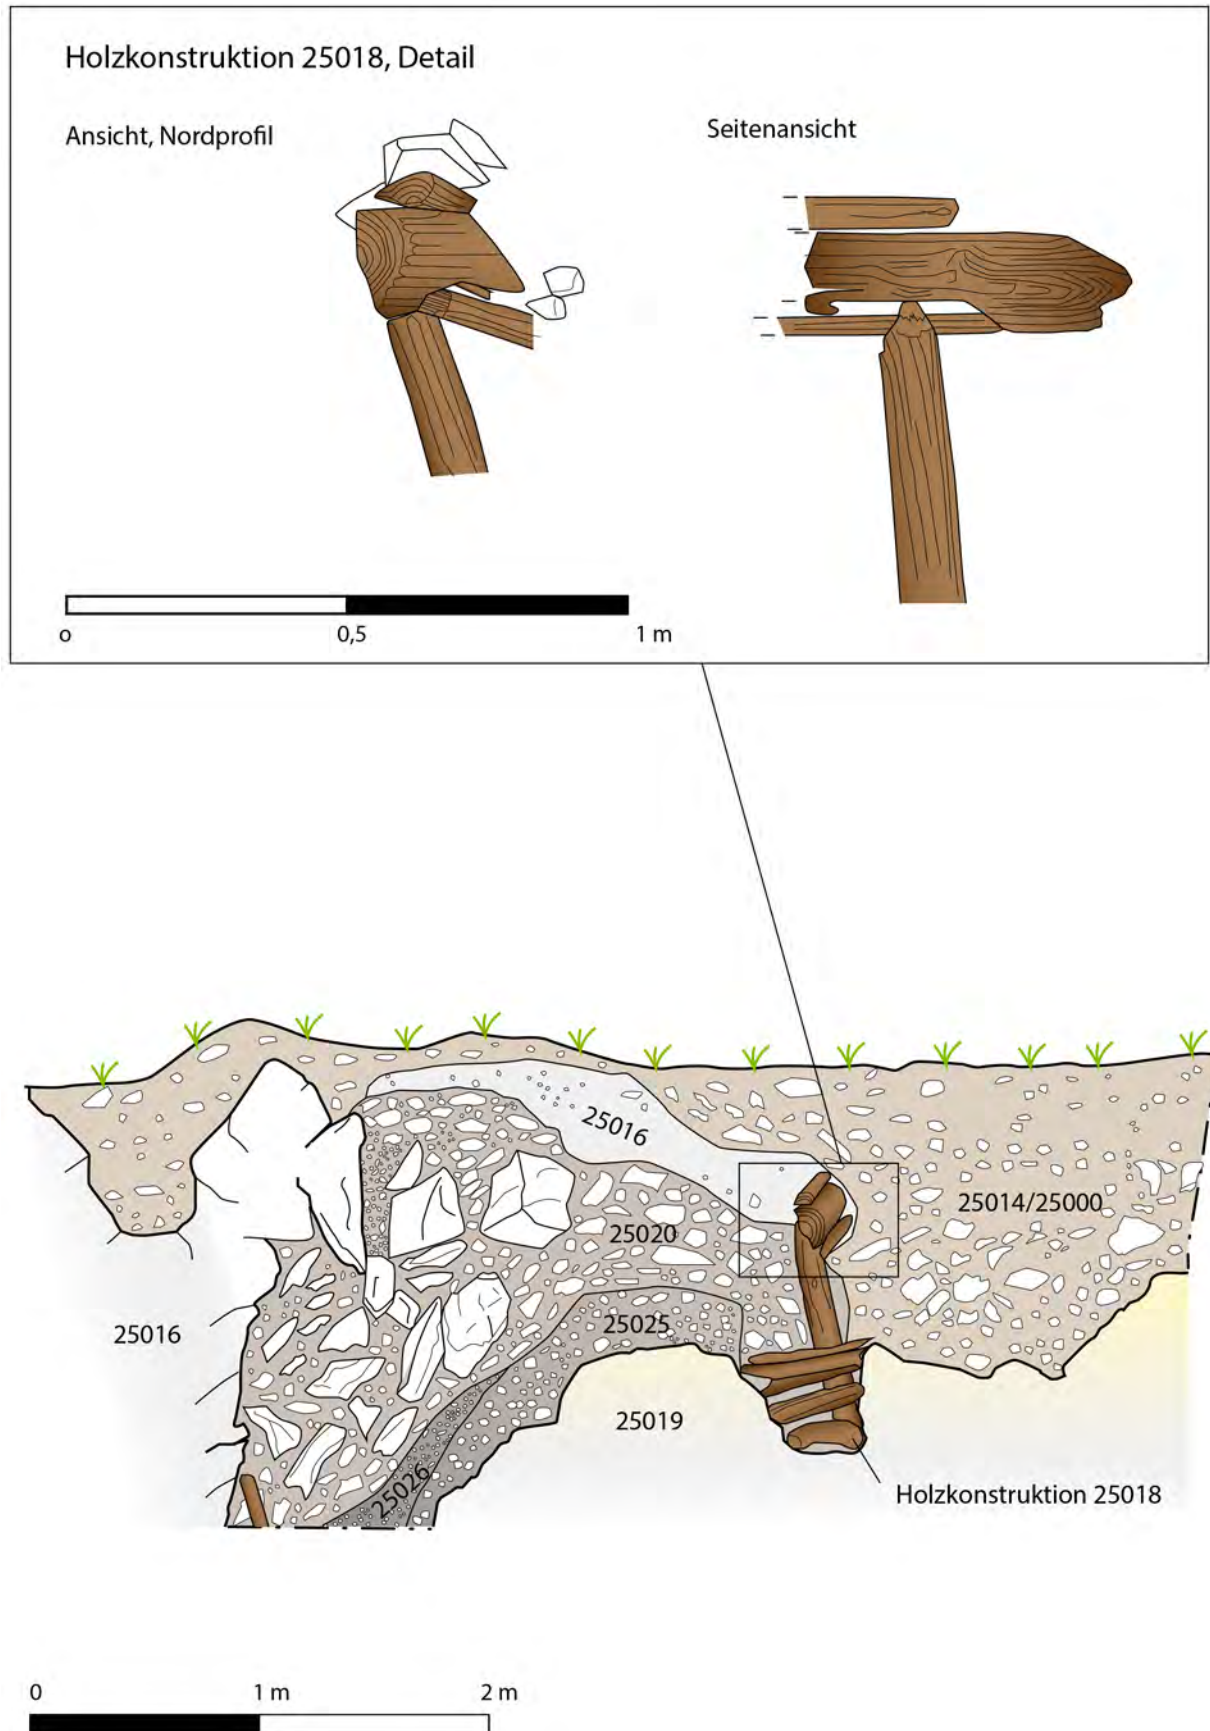 Holzkonstruktion 25018, Detail
Ansicht, Nordprofil
Seitenansicht
0 0,5 1 m
25016
25014/25000
25020
25016
25025
25019
25026
Holzkonstruktion 25018
0 1 m 2 m